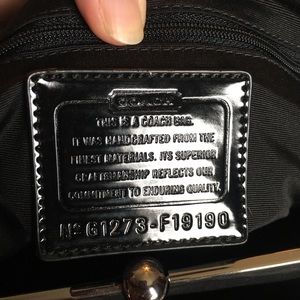 COACH
THIS IS A COACH BAG.
IT WAS HANDCRAFTED FROM THE
FINEST MATERIALS. ITS SUPERIOR
CRAFTSMANSHIP REFLECTS OUR
COMMITMENT TO ENDURING QUALITY.
Nº G1273-F19190